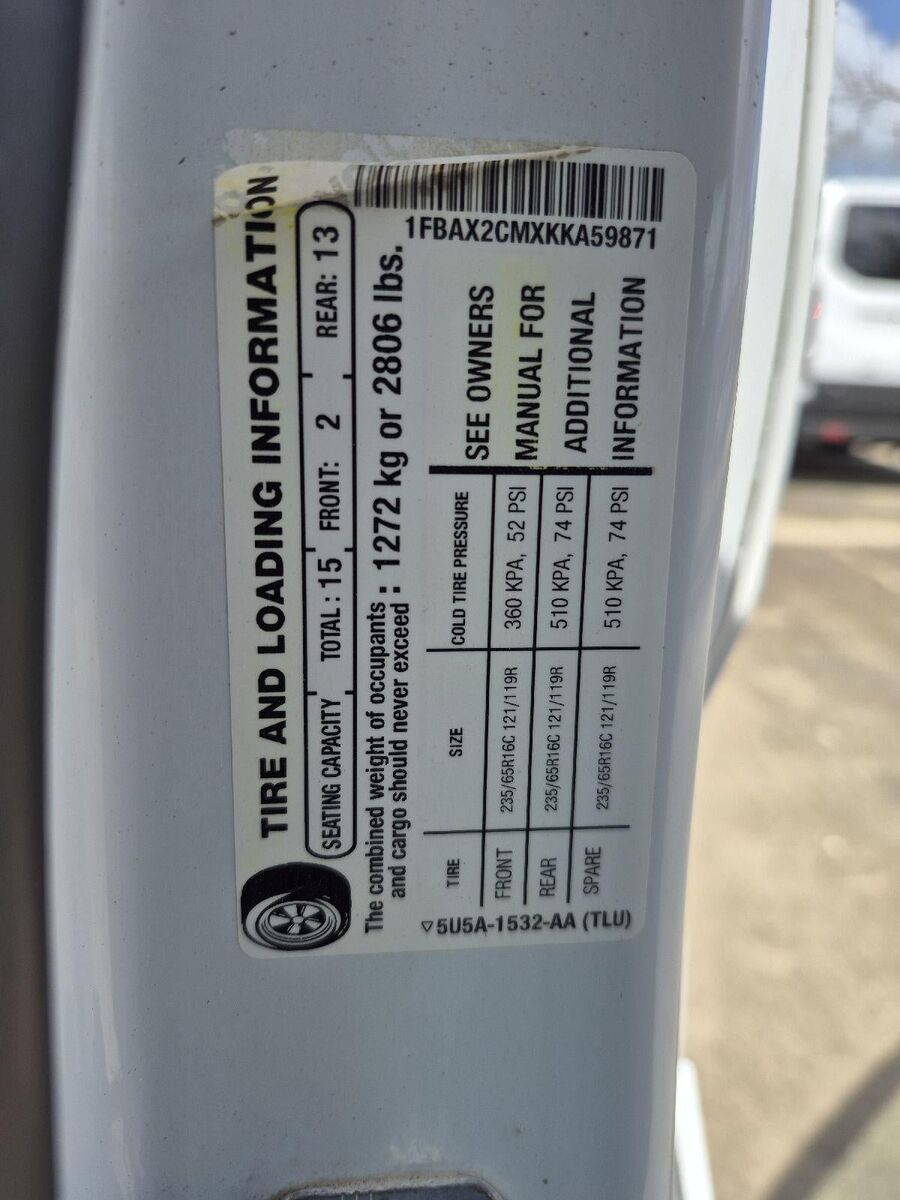 TIRE AND LOADING INFORMATION
SEATING CAPACITY TOTAL : 15 FRONT: 2 REAR: 13
The combined weight of occupants
and cargo should never exceed : 1272 kg or 2806 lbs.
TIRE SIZE COLD TIRE PRESSURE
FRONT 235/65R16C 121/119R 360 KPA, 52 PSI
REAR 235/65R16C 121/119R 510 KPA, 74 PSI
SPARE 235/65R16C 121/119R 510 KPA, 74 PSI
SEE OWNERS
MANUAL FOR
ADDITIONAL
INFORMATION
▽5U5A-1532-AA (TLU)
1FBAX2CMXKKA59871